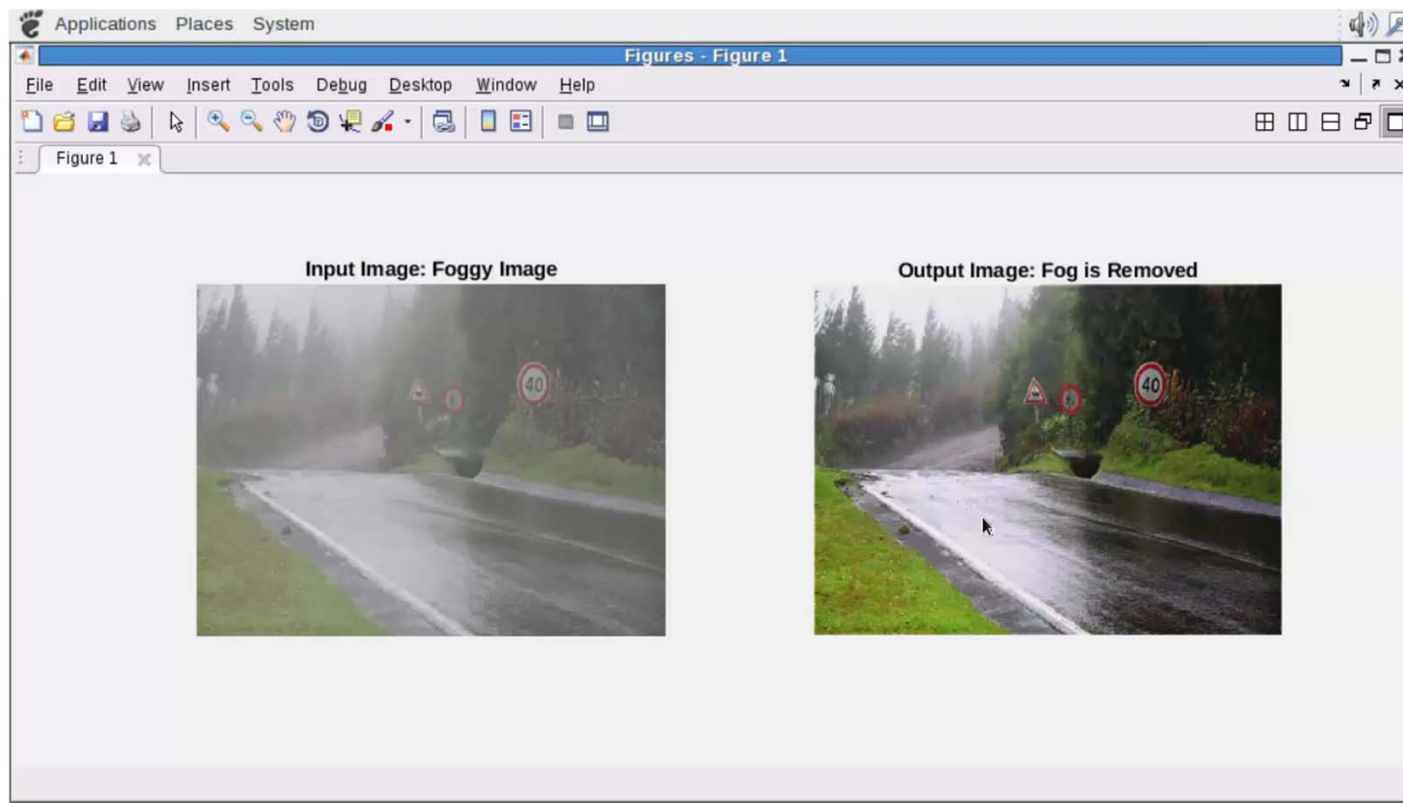 Applications Places System
Figures - Figure 1
File Edit View Insert Tools Debug Desktop Window Help
Figure 1
Input Image: Foggy Image
Output Image: Fog is Removed
40
40